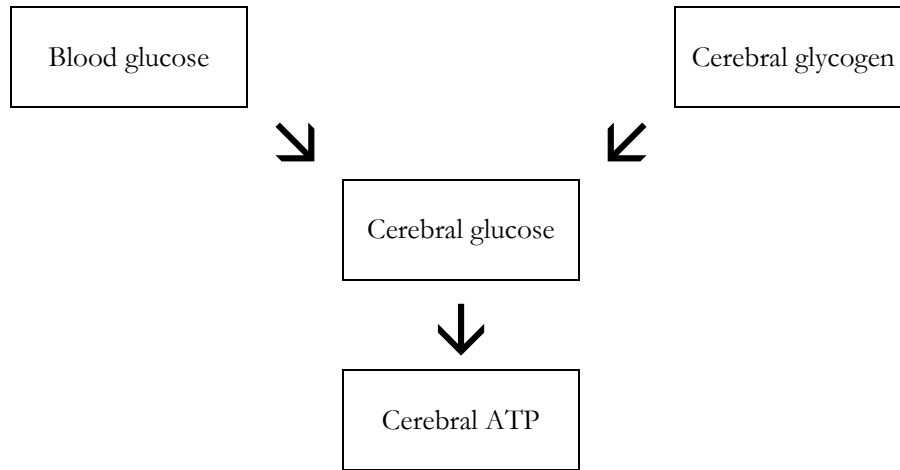 Blood glucose
Cerebral glycogen
Cerebral glucose
Cerebral ATP